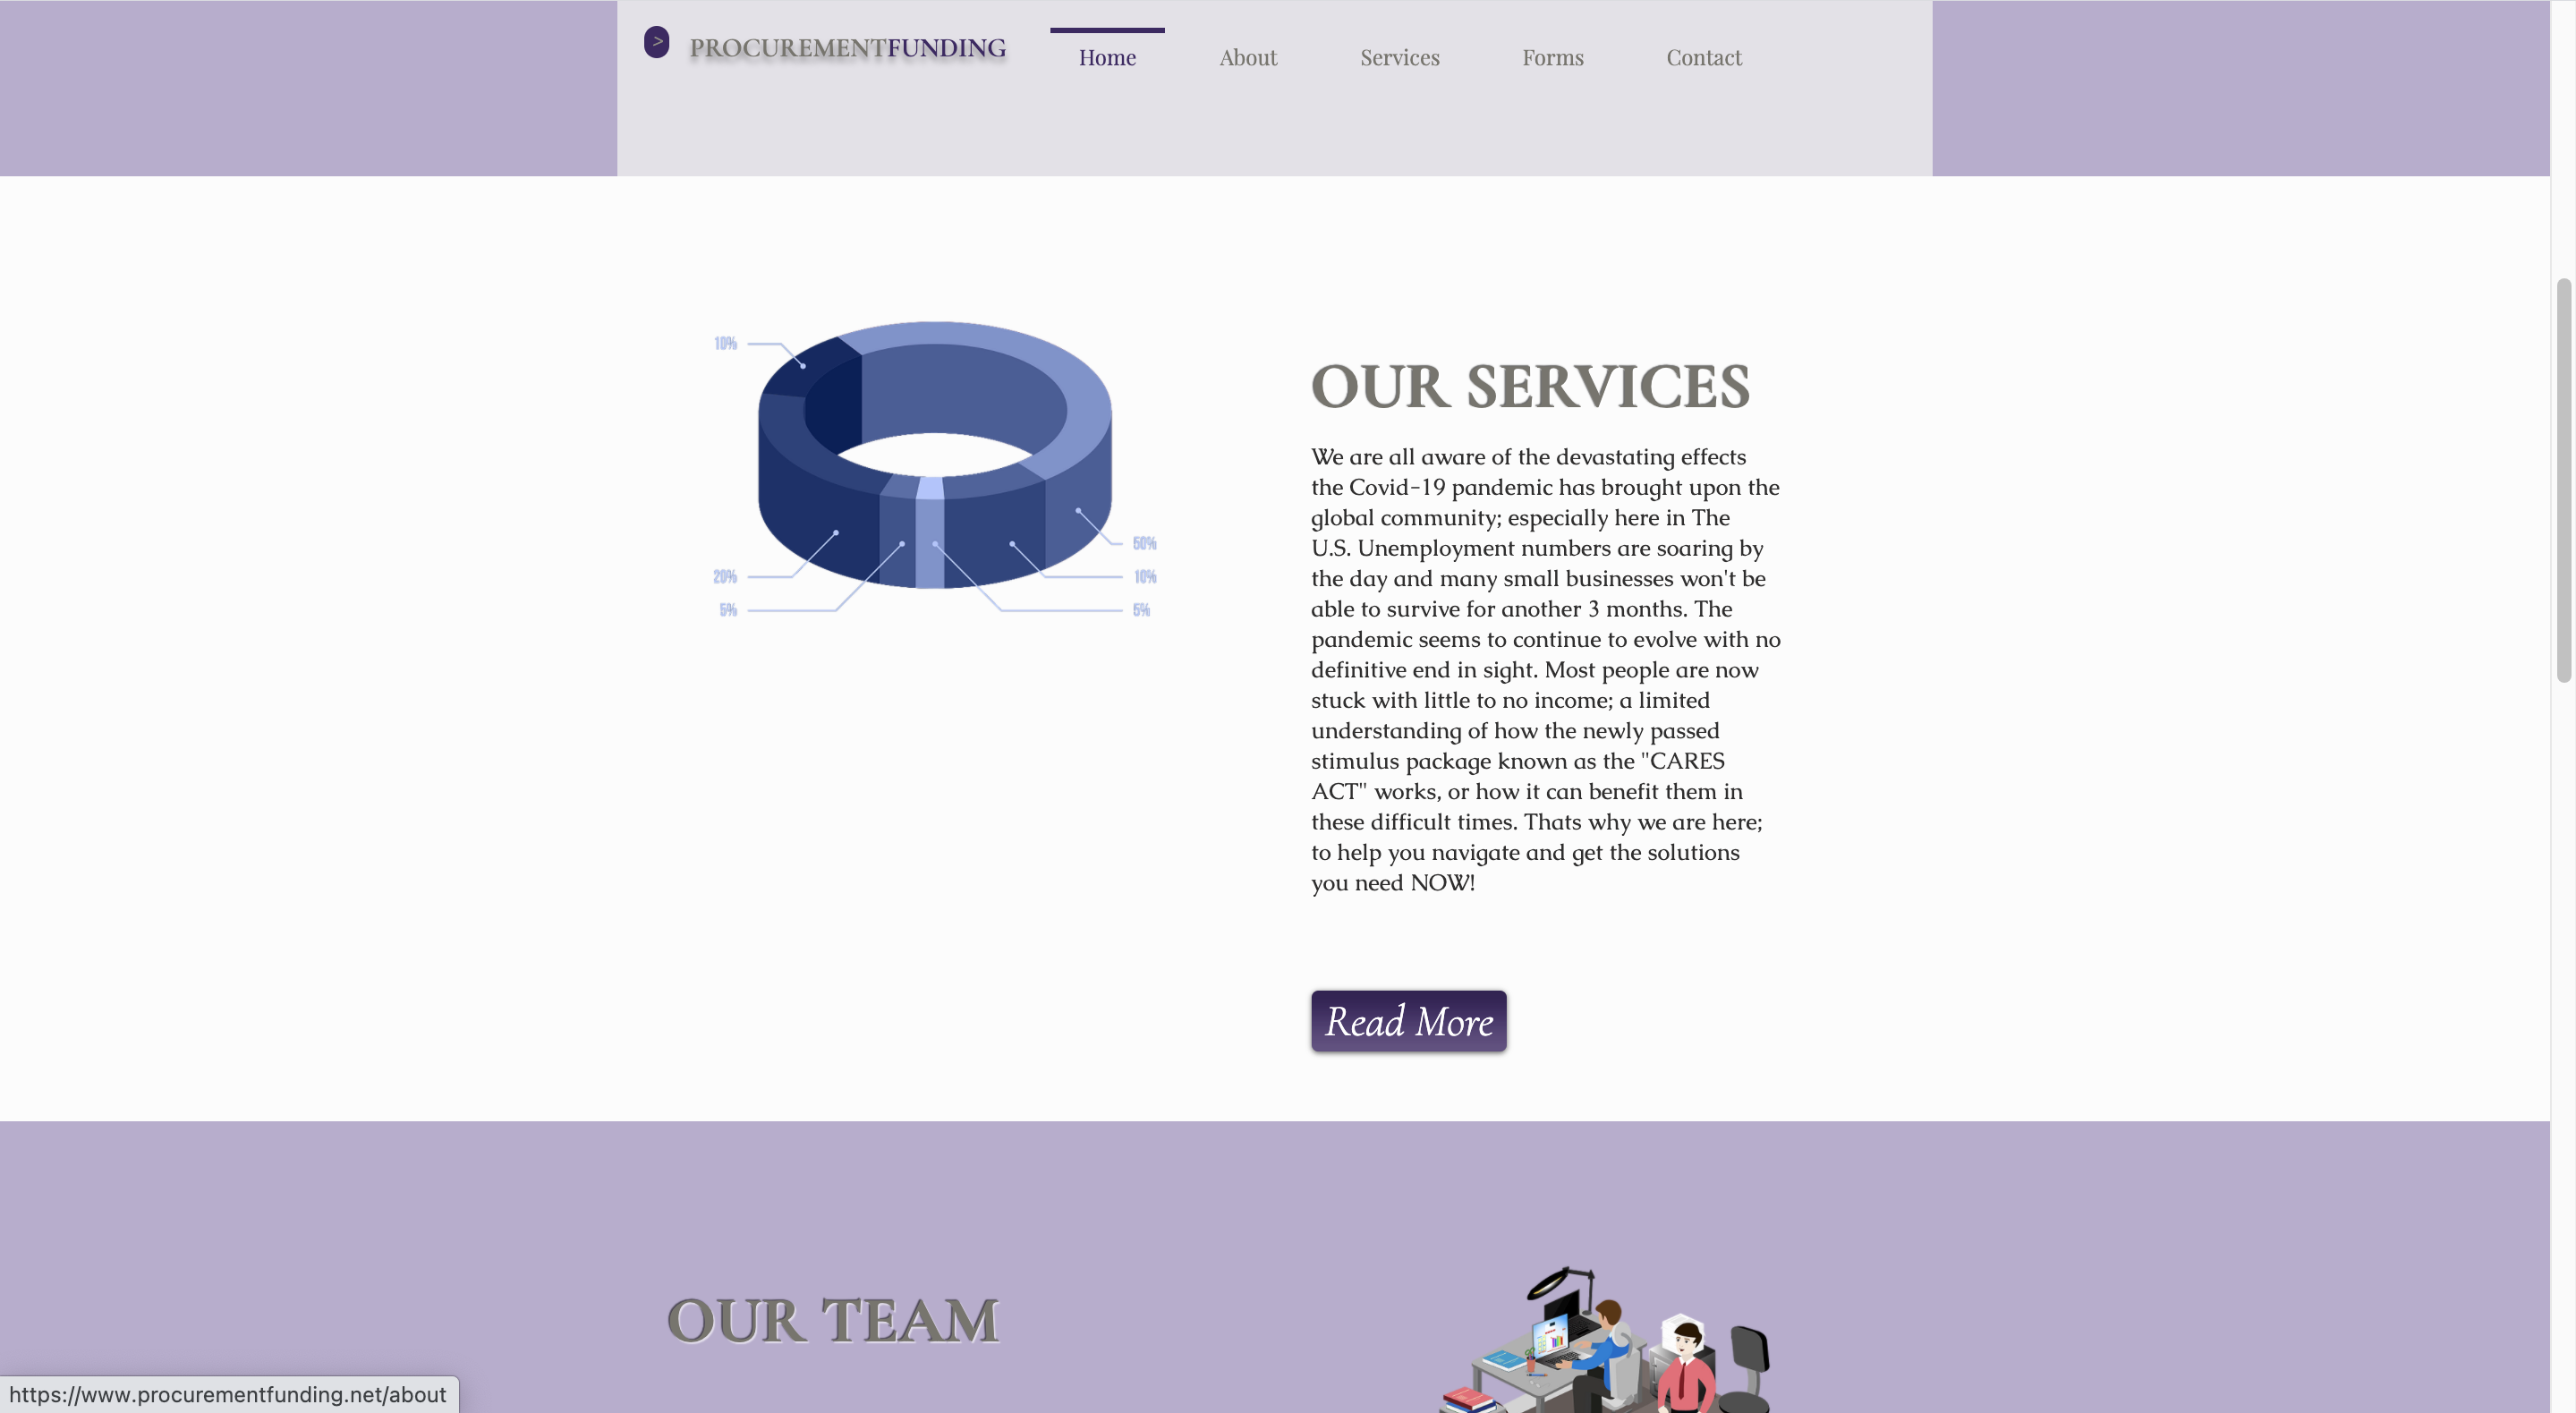 > PROCUREMENTFUNDING Home About Services Forms Contact
10%
20%
5%
50%
10%
5%
OUR SERVICES
We are all aware of the devastating effects
the Covid-19 pandemic has brought upon the
global community; especially here in The
U.S. Unemployment numbers are soaring by
the day and many small businesses won't be
able to survive for another 3 months. The
pandemic seems to continue to evolve with no
definitive end in sight. Most people are now
stuck with little to no income; a limited
understanding of how the newly passed
stimulus package known as the "CARES
ACT" works, or how it can benefit them in
these difficult times. Thats why we are here;
to help you navigate and get the solutions
you need NOW!
Read More
OUR TEAM
https://www.procurementfunding.net/about